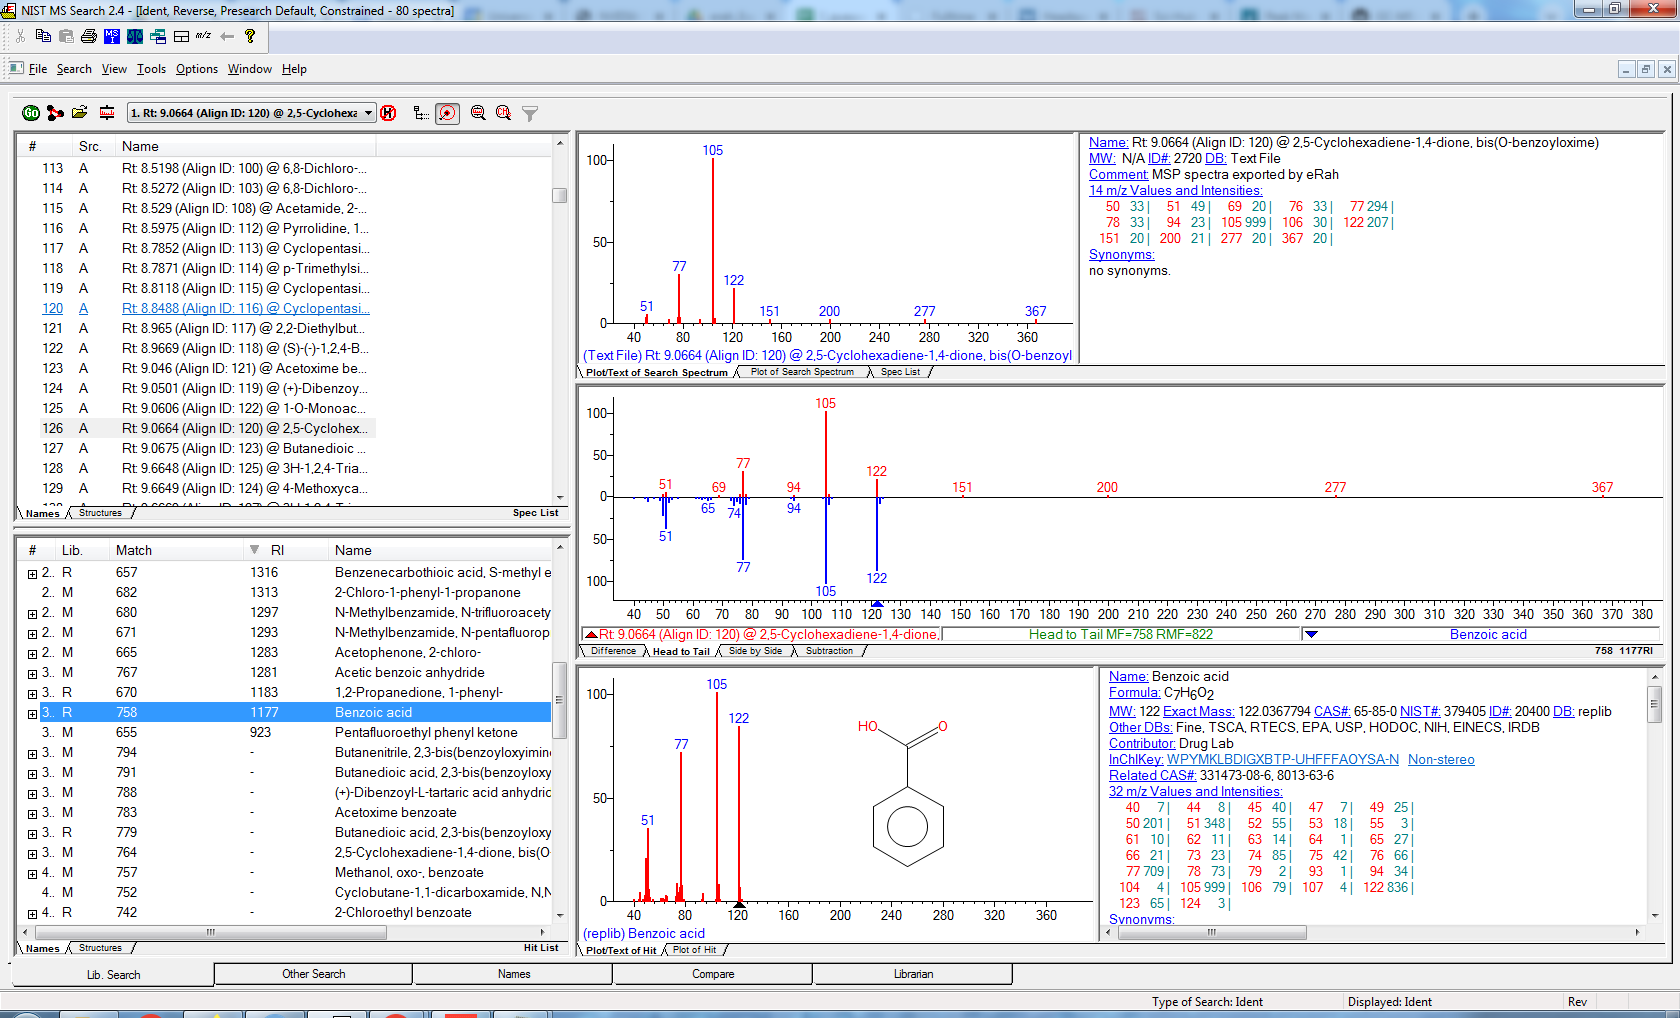 NIST MS Search 2.4 - [Ident, Reverse, Presearch Default, Constrained - 80 spectra]
File Search View Tools Options Window Help
1. Rt: 9.0664 (Align ID: 120) @ 2,5-Cyclohexa
# Src. Name
113 A Rt: 8.5198 (Align ID: 100) @ 6,8-Dichloro-...
114 A Rt: 8.5272 (Align ID: 103) @ 6,8-Dichloro-...
115 A Rt: 8.529 (Align ID: 108) @ Acetamide, 2-...
116 A Rt: 8.5975 (Align ID: 112) @ Pyrrolidine, 1...
117 A Rt: 8.7852 (Align ID: 113) @ Cyclopentasi...
118 A Rt: 8.7871 (Align ID: 114) @ p-Trimethylsi...
119 A Rt: 8.8118 (Align ID: 115) @ Cyclopentasi...
120 A Rt: 8.8488 (Align ID: 116) @ Cyclopentasi...
121 A Rt: 8.965 (Align ID: 117) @ 2,2-Diethylbut...
122 A Rt: 8.9669 (Align ID: 118) @ (S)-(-)-1,2,4-B...
123 A Rt: 9.046 (Align ID: 121) @ Acetoxime be...
124 A Rt: 9.0501 (Align ID: 119) @ (+)-Dibenzoy...
125 A Rt: 9.0606 (Align ID: 122) @ 1-O-Monoac...
126 A Rt: 9.0664 (Align ID: 120) @ 2,5-Cyclohex...
127 A Rt: 9.0675 (Align ID: 123) @ Butanedioic ...
128 A Rt: 9.6648 (Align ID: 125) @ 3H-1,2,4-Tria...
129 A Rt: 9.6649 (Align ID: 124) @ 4-Methoxyca...
Names Structures Spec List
# Lib. Match RI Name
2.. R 657 1316 Benzenecarbothioic acid, S-methyl e
2.. M 682 1313 2-Chloro-1-phenyl-1-propanone
2.. M 680 1297 N-Methylbenzamide, N-trifluoroacety
2.. M 671 1293 N-Methylbenzamide, N-pentafluorop
2.. M 665 1283 Acetophenone, 2-chloro-
3.. M 767 1281 Acetic benzoic anhydride
3.. R 670 1183 1,2-Propanedione, 1-phenyl-
3.. R 758 1177 Benzoic acid
3.. M 655 923 Pentafluoroethyl phenyl ketone
3.. M 794 - Butanenitrile, 2,3-bis(benzoyloxyimino
3.. M 791 - Butanedioic acid, 2,3-bis(benzoyloxy
3.. M 788 - (+)-Dibenzoyl-L-tartaric acid anhydric
3.. M 783 - Acetoxime benzoate
3.. R 779 - Butanedioic acid, 2,3-bis(benzoyloxy
3.. M 764 - 2,5-Cyclohexadiene-1,4-dione, bis(O-
4.. M 757 - Methanol, oxo-, benzoate
4.. M 752 - Cyclobutane-1,1-dicarboxamide, N,N
4.. R 742 - 2-Chloroethyl benzoate
Names Structures Hit List
100 50 0
105
77
122
51 151 200 277 367
40 80 120 160 200 240 280 320 360
(Text File) Rt: 9.0664 (Align ID: 120) @ 2,5-Cyclohexadiene-1,4-dione, bis(O-benzoyl
Plot/Text of Search Spectrum Plot of Search Spectrum Spec List
Name: Rt: 9.0664 (Align ID: 120) @ 2,5-Cyclohexadiene-1,4-dione, bis(O-benzoyloxime)
MW: N/A ID#: 2720 DB: Text File
Comment: MSP spectra exported by eRah
14 m/z Values and Intensities:
50 33| 51 49| 69 20| 76 33| 77 294|
78 33| 94 23| 105 999| 106 30| 122 207|
151 20| 200 21| 277 20| 367 20|
Synonyms:
no synonyms.
100 50 0 50 100
105
77
122
51 69 94 151 200 277 367
65 74 94
51
77
122
105
40 50 60 70 80 90 100 110 120 130 140 150 160 170 180 190 200 210 220 230 240 250 260 270 280 290 300 310 320 330 340 350 360 370 380
Rt: 9.0664 (Align ID: 120) @ 2,5-Cyclohexadiene-1,4-dione, Head to Tail MF=758 RMF=822 Benzoic acid
Difference Head to Tail Side by Side Subtraction 758 1177RI
100 50 0
105
122
77
51
HO O
40 80 120 160 200 240 280 320 360
(replib) Benzoic acid
Plot/Text of Hit Plot of Hit
Name: Benzoic acid
Formula: C7H6O2
MW: 122 Exact Mass: 122.0367794 CAS#: 65-85-0 NIST#: 379405 ID#: 20400 DB: replib
Other DBs: Fine, TSCA, RTECS, EPA, USP, HODOC, NIH, EINECS, IRDB
Contributor: Drug Lab
InChIKey: WPYMKLBDIGXBTP-UHFFFAOYSA-N Non-stereo
Related CAS#: 331473-08-6, 8013-63-6
32 m/z Values and Intensities:
40 7| 44 8| 45 40| 47 7| 49 25|
50 201| 51 348| 52 55| 53 18| 55 3|
61 10| 62 11| 63 14| 64 1| 65 27|
66 21| 73 23| 74 85| 75 42| 76 66|
77 709| 78 73| 79 2| 93 1| 94 34|
104 4| 105 999| 106 79| 107 4| 122 836|
123 65| 124 3|
Synonyms:
Lib. Search Other Search Names Compare Librarian
Type of Search: Ident Displayed: Ident Rev